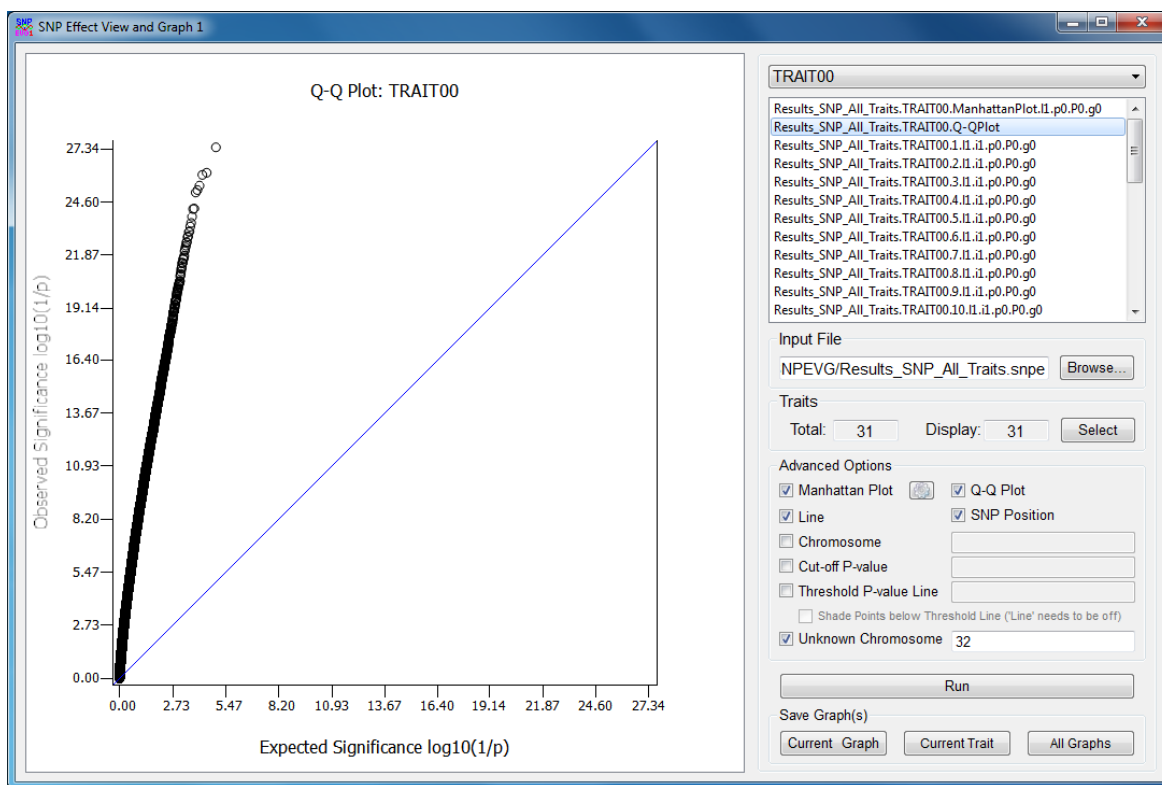 SNP Effect View and Graph 1
Q-Q Plot: TRAIT00
27.34
24.60
21.87
19.14
16.40
13.67
10.93
8.20
5.47
2.73
0.00
Observed Significance log10(1/p)
0.00 2.73 5.47 8.20 10.93 13.67 16.40 19.14 21.87 24.60 27.34
Expected Significance log10(1/p)
TRAIT00
Results_SNP_All_Traits.TRAIT00.ManhattanPlot.l1.p0.P0.g0
Results_SNP_All_Traits.TRAIT00.Q-QPlot
Results_SNP_All_Traits.TRAIT00.1.l1.i1.p0.P0.g0
Results_SNP_All_Traits.TRAIT00.2.l1.i1.p0.P0.g0
Results_SNP_All_Traits.TRAIT00.3.l1.i1.p0.P0.g0
Results_SNP_All_Traits.TRAIT00.4.l1.i1.p0.P0.g0
Results_SNP_All_Traits.TRAIT00.5.l1.i1.p0.P0.g0
Results_SNP_All_Traits.TRAIT00.6.l1.i1.p0.P0.g0
Results_SNP_All_Traits.TRAIT00.7.l1.i1.p0.P0.g0
Results_SNP_All_Traits.TRAIT00.8.l1.i1.p0.P0.g0
Results_SNP_All_Traits.TRAIT00.9.l1.i1.p0.P0.g0
Results_SNP_All_Traits.TRAIT00.10.l1.i1.p0.P0.g0
Input File
NPEVG/Results_SNP_All_Traits.snpe Browse...
Traits
Total: 31 Display: 31 Select
Advanced Options
Manhattan Plot Q-Q Plot
Line SNP Position
Chromosome
Cut-off P-value
Threshold P-value Line
Shade Points below Threshold Line ('Line' needs to be off)
Unknown Chromosome 32
Run
Save Graph(s)
Current Graph Current Trait All Graphs